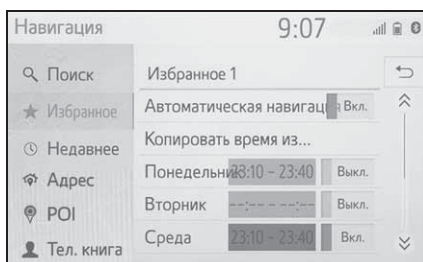 Навигация 9:07
Поиск
Избранное
Недавнее
Адрес
POI
Тел. книга
Избранное 1
Автоматическая навигац Вкл.
Копировать время из...
Понедельник 23:10 - 23:40 Выкл.
Вторник --:-- - --:-- Выкл.
Среда 23:10 - 23:40 Вкл.